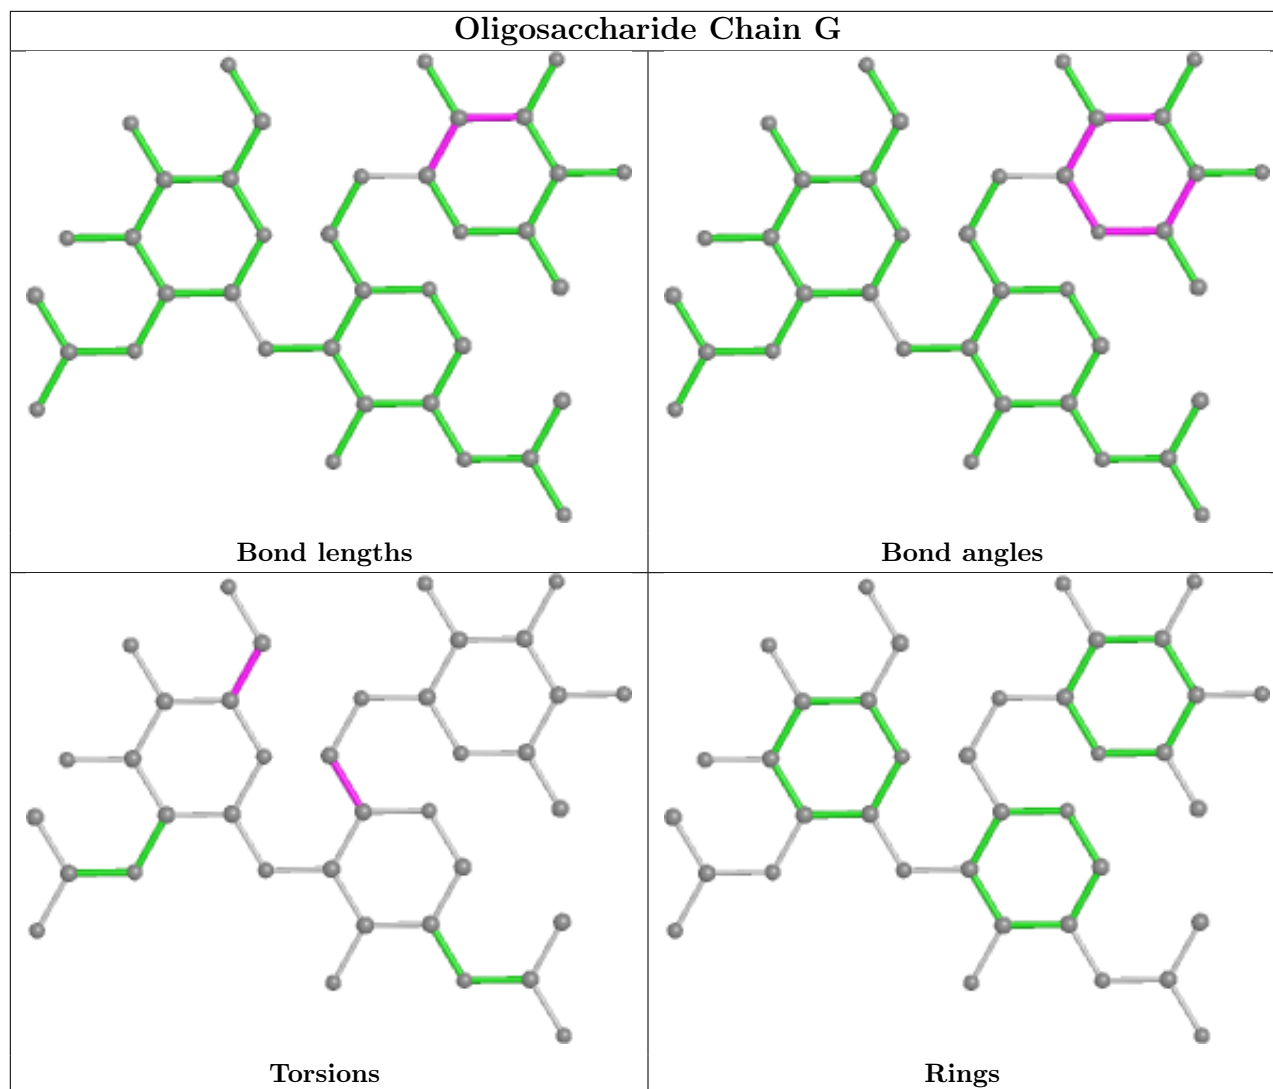 Oligosaccharide Chain G
Bond lengths
Bond angles
Torsions
Rings